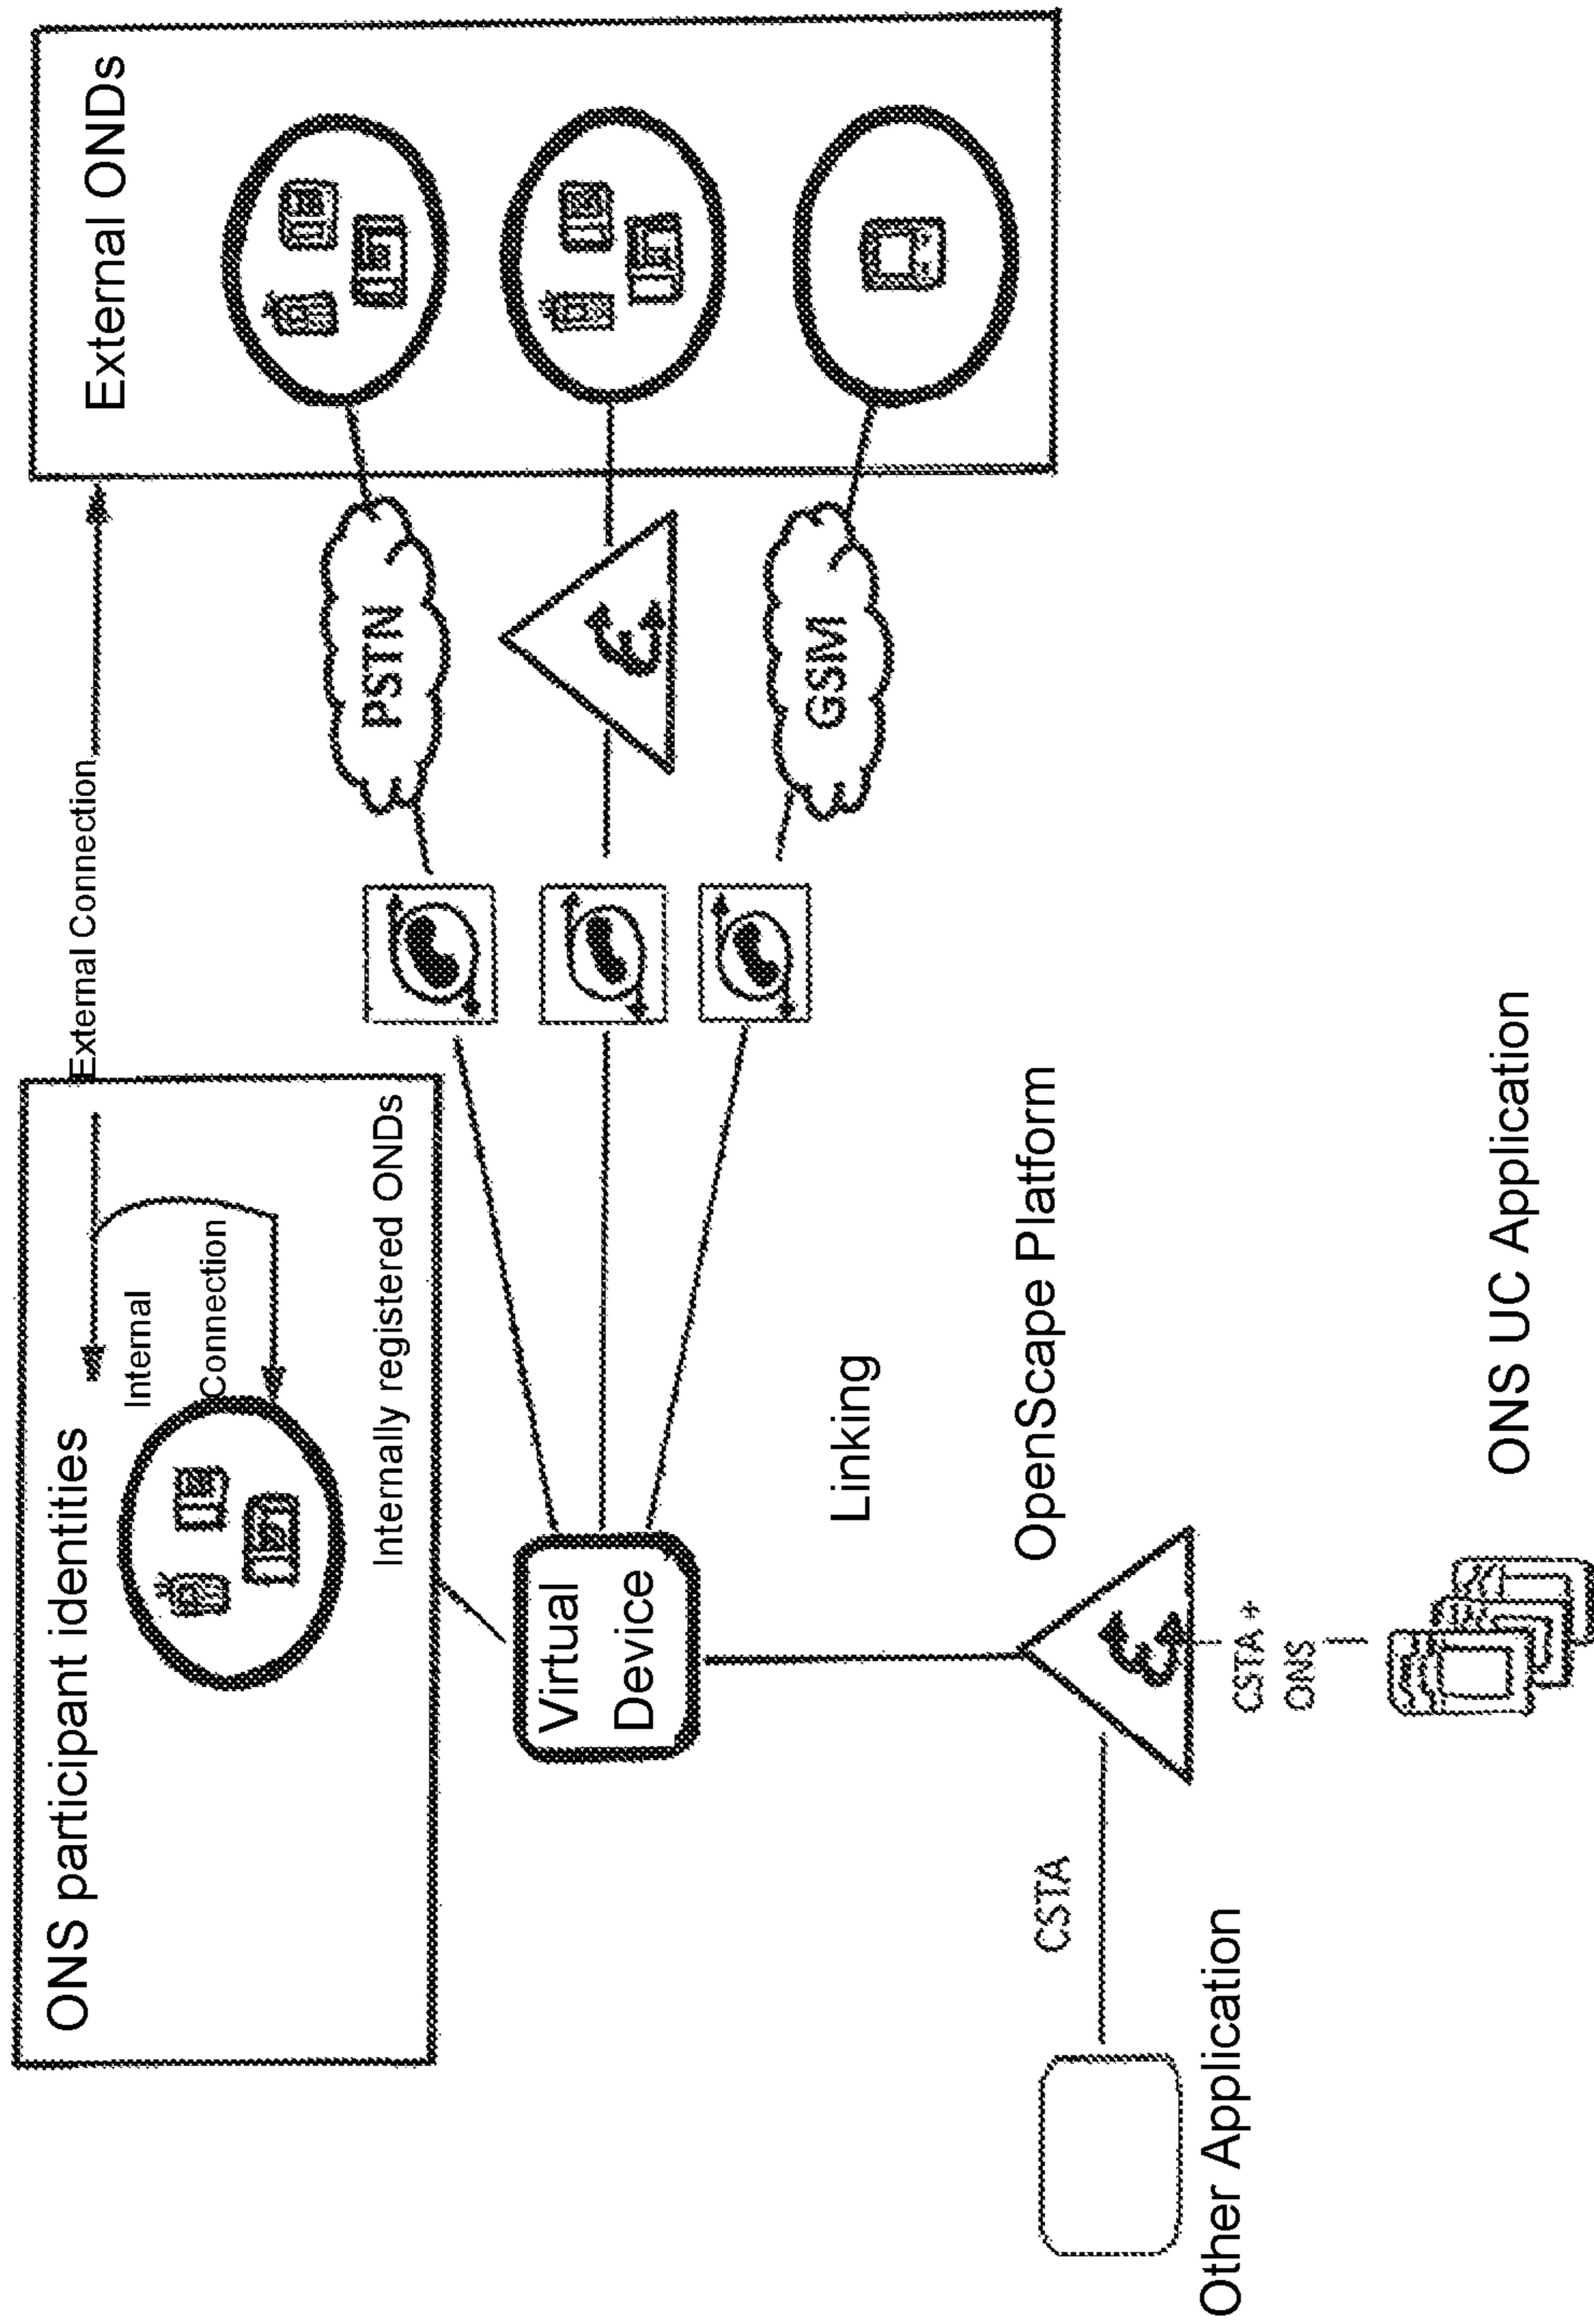 ONS participant identities
Internal
Connection
Internally registered ONDs
External Connection
External ONDs
PSTN
GSM
Virtual
Device
Linking
OpenScape Platform
CSTA
CSTA +
ONS
Other Application
ONS UC Application